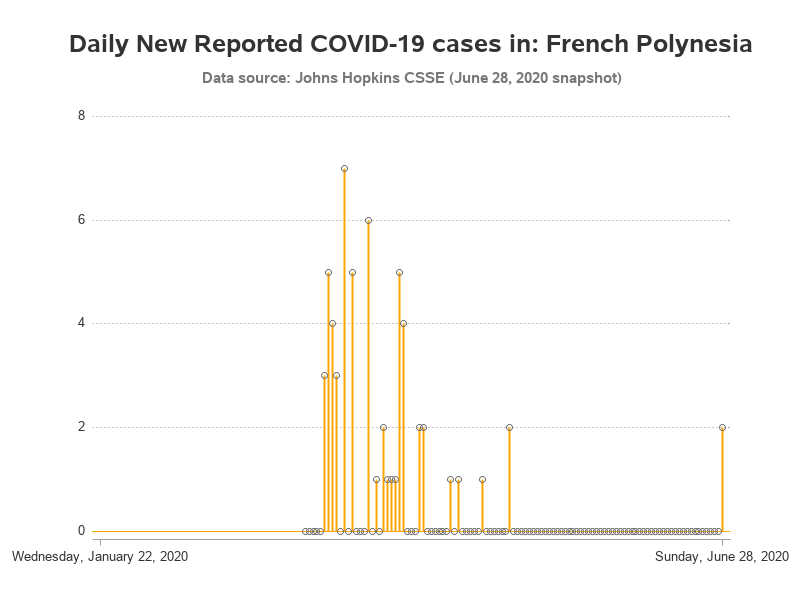 Daily New Reported COVID-19 cases in: French Polynesia
Data source: Johns Hopkins CSSE (June 28, 2020 snapshot)
8
6
4
2
0
Wednesday, January 22, 2020
Sunday, June 28, 2020